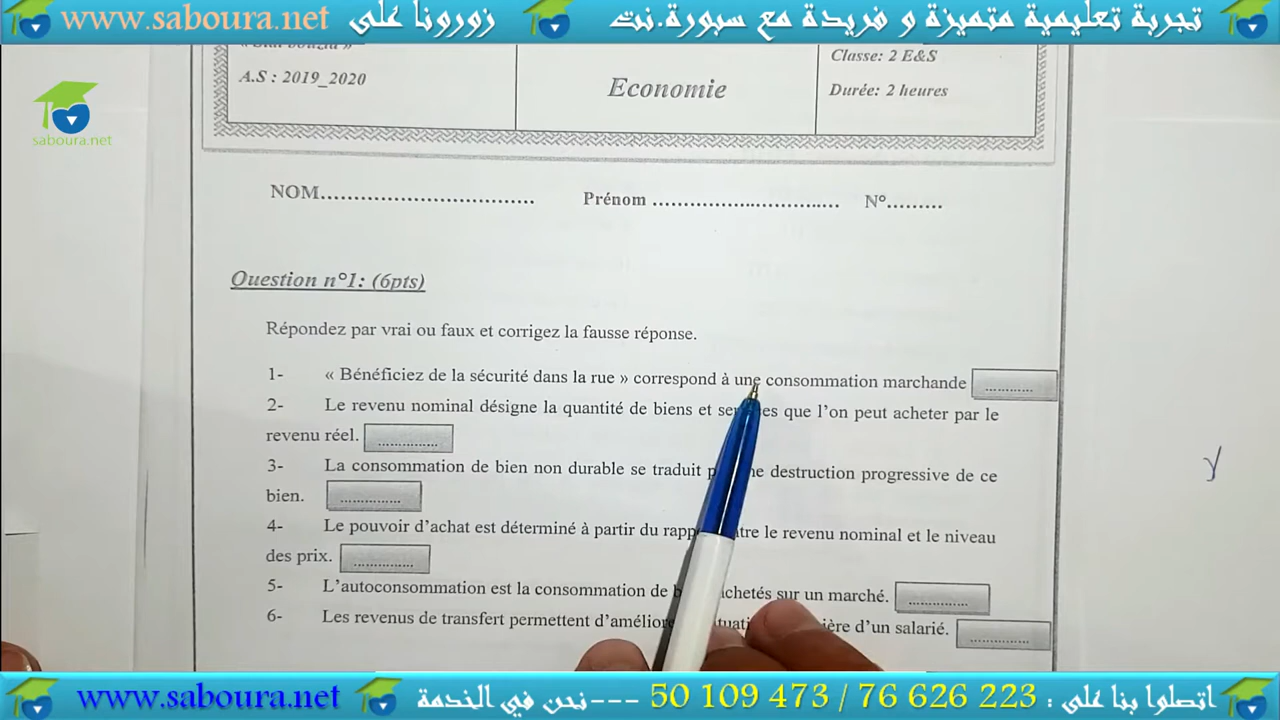 تجربة تعليمية متميزة و فريدة مع سبورة.نت زورونا على www.saboura.net
A.S : 2019_2020
Economie
Classe: 2 E&S
Durée: 2 heures
saboura.net
NOM................................. Prénom ............................... N°.........
Question n°1: (6pts)
Répondez par vrai ou faux et corrigez la fausse réponse.
1- « Bénéficiez de la sécurité dans la rue » correspond à une consommation marchande ............
2- Le revenu nominal désigne la quantité de biens et que l'on peut acheter par le
revenu réel. ...............
3- La consommation de bien non durable se traduit destruction progressive de ce
bien. ...............
4- Le pouvoir d'achat est déterminé à partir du le revenu nominal et le niveau
des prix. ...............
5- L'autoconsommation est la consommation de sur un marché. ...............
6- Les revenus de transfert permettent d'un salarié. ...............
اتصلوا بنا على : 223 626 76 / 473 109 50 ---نحن في الخدمة www.saboura.net